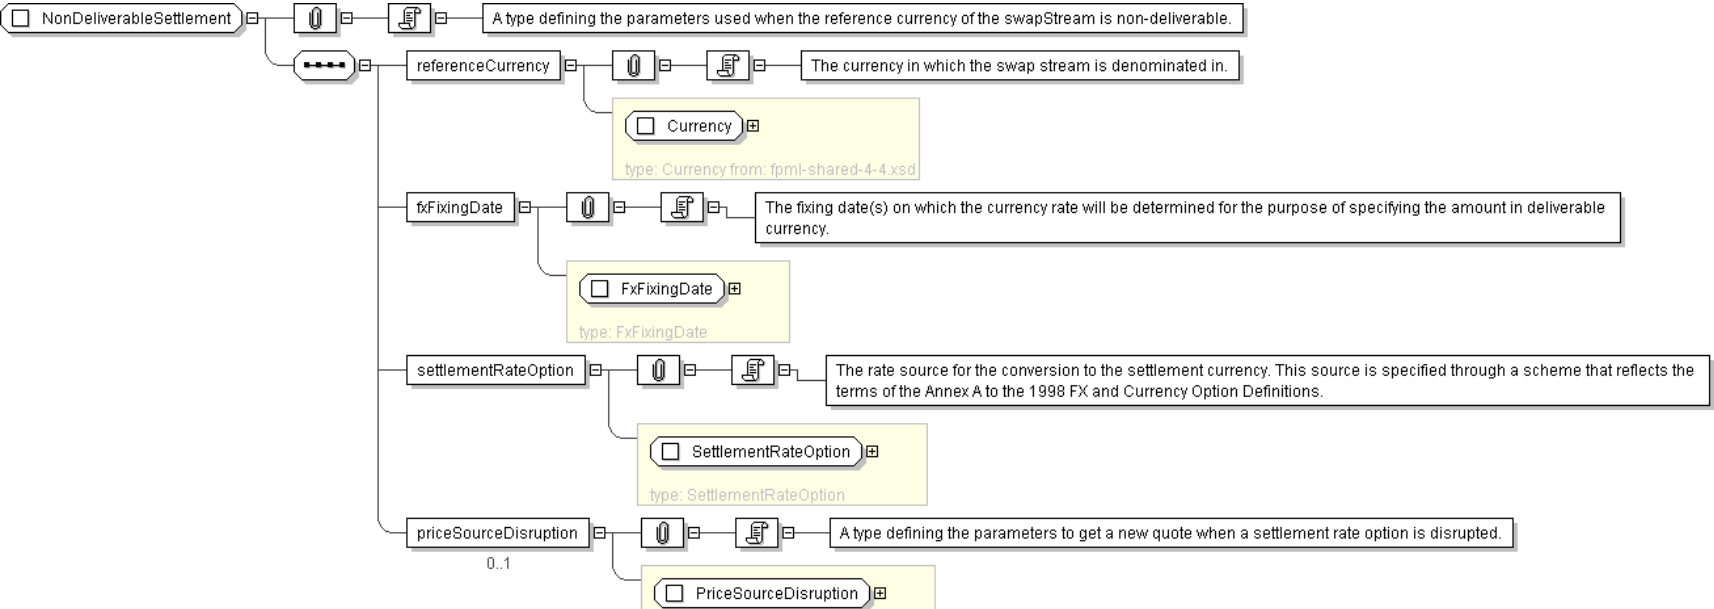 NonDeliverableSettlement
A type defining the parameters used when the reference currency of the swapStream is non-deliverable.
referenceCurrency
The currency in which the swap stream is denominated in.
Currency
type: Currency from: fpml-shared-4-4.xsd
fxFixingDate
The fixing date(s) on which the currency rate will be determined for the purpose of specifying the amount in deliverable
currency.
FxFixingDate
type: FxFixingDate
settlementRateOption
The rate source for the conversion to the settlement currency. This source is specified through a scheme that reflects the
terms of the Annex A to the 1998 FX and Currency Option Definitions.
SettlementRateOption
type: SettlementRateOption
priceSourceDisruption
A type defining the parameters to get a new quote when a settlement rate option is disrupted.
0..1
PriceSourceDisruption